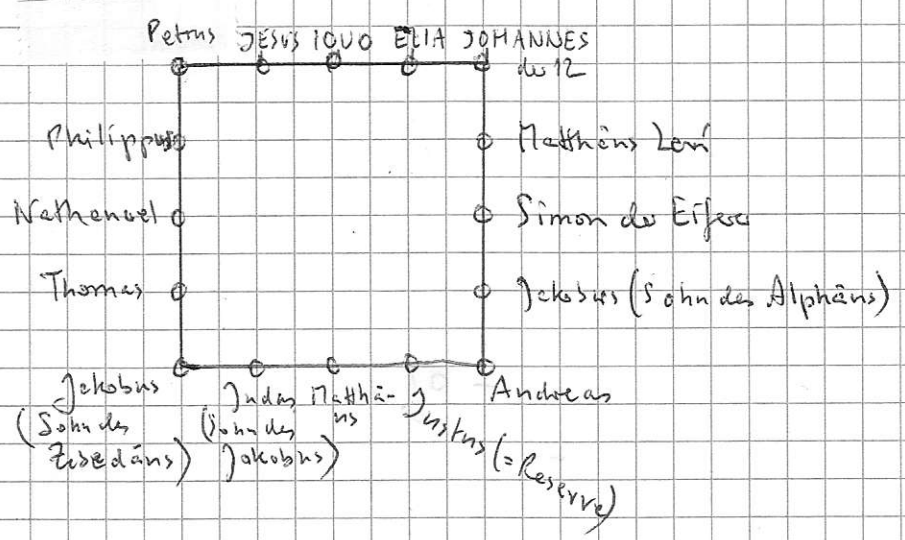 Petrus JESUS IOUO ELIA JOHANNES
der 12
Philippus
Matthäus Levi
Nathanael
Simon der Eiferer
Thomas
Jakobus (Sohn des Alphäus)
Jakobus
(Sohn des
Zebedäus)
Judas
(Sohn des
Jakobus)
Matthä-
us
Justus (= Reserve)
Andreas